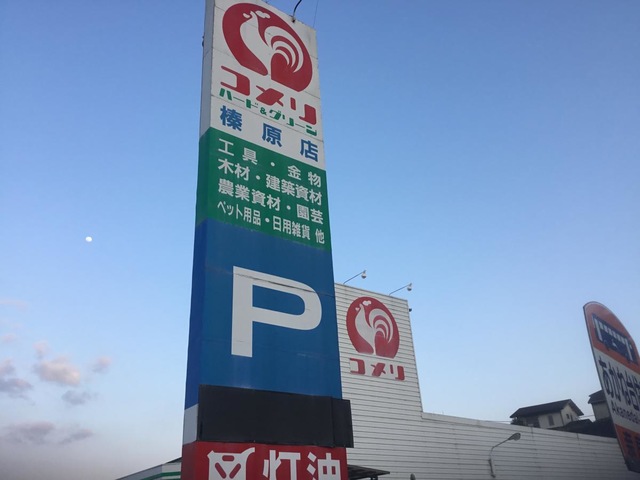 コメリ
ハード&グリーン
榛原店
工具・金物
木材・建築資材
農業資材・園芸
ペット用品・日用雑貨 他
P
灯油
コメリ